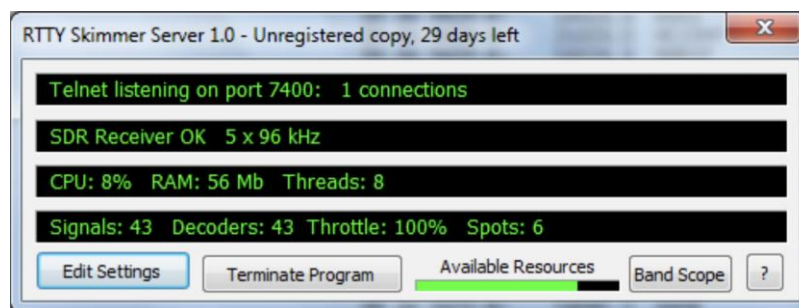 RTTY Skimmer Server 1.0 - Unregistered copy, 29 days left
Telnet listening on port 7400: 1 connections
SDR Receiver OK 5 x 96 kHz
CPU: 8% RAM: 56 Mb Threads: 8
Signals: 43 Decoders: 43 Throttle: 100% Spots: 6
Edit Settings Terminate Program Available Resources Band Scope ?